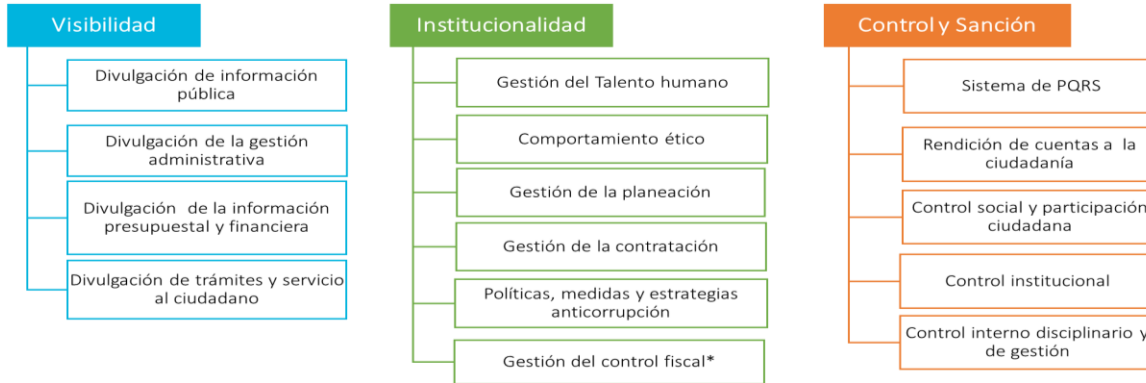 Visibilidad
Divulgación de información
pública
Divulgación de la gestión
administrativa
Divulgación de la información
presupuestal y financiera
Divulgación de trámites y servicio
al ciudadano
Institucionalidad
Gestión del Talento humano
Comportamiento ético
Gestión de la planeación
Gestión de la contratación
Políticas, medidas y estrategias
anticorrupción
Gestión del control fiscal*
Control y Sanción
Sistema de PQRS
Rendición de cuentas a la
ciudadanía
Control social y participación
ciudadana
Control institucional
Control interno disciplinario y
de gestión